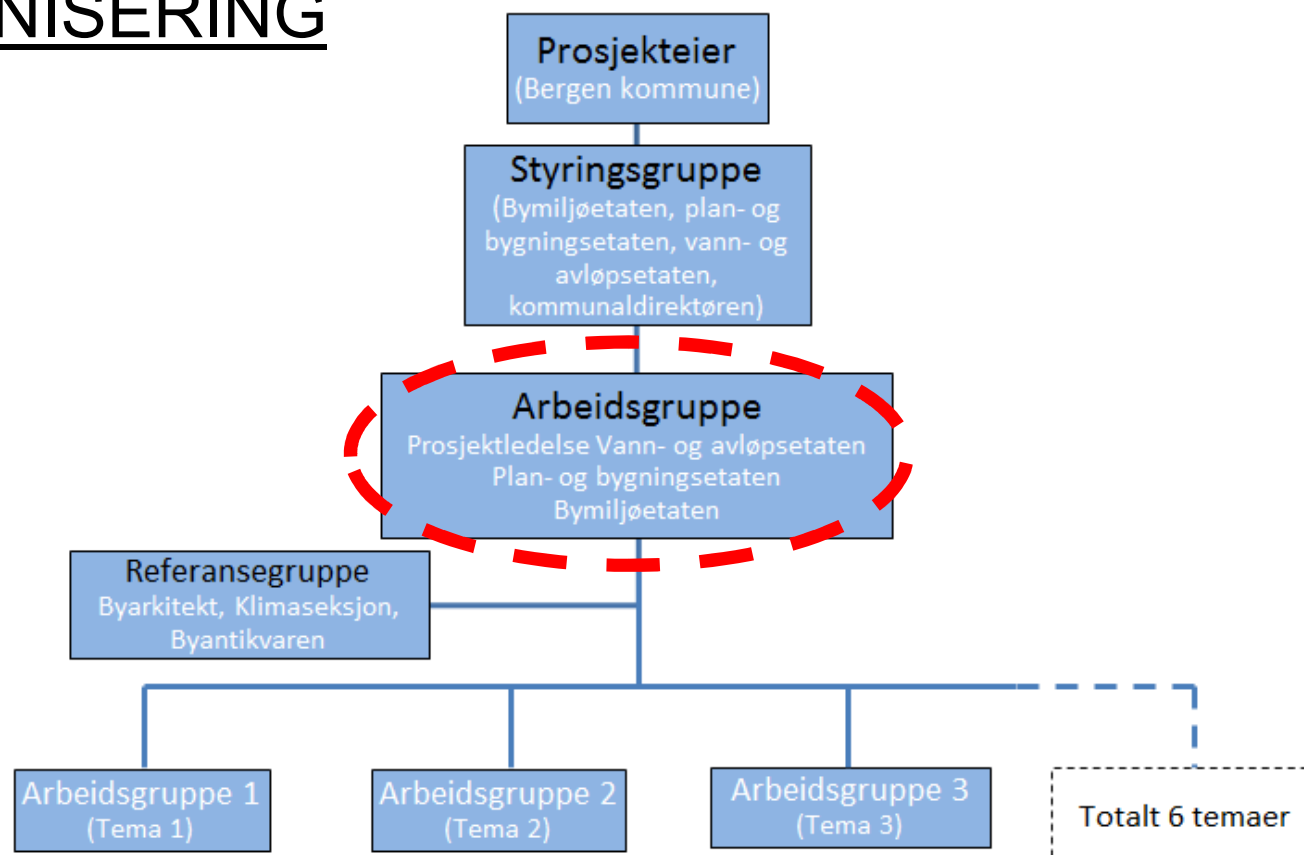 NISERING
Prosjekteier
(Bergen kommune)
Styringsgruppe
(Bymiljøetaten, plan- og
bygningsetaten, vann- og
avløpsetaten,
kommunaldirektøren)
Arbeidsgruppe
Prosjektledelse Vann- og avløpsetaten
Plan- og bygningsetaten
Bymiljøetaten
Referansegruppe
Byarkitekt, Klimaseksjon,
Byantikvaren
Arbeidsgruppe 1
(Tema 1)
Arbeidsgruppe 2
(Tema 2)
Arbeidsgruppe 3
(Tema 3)
Totalt 6 temaer